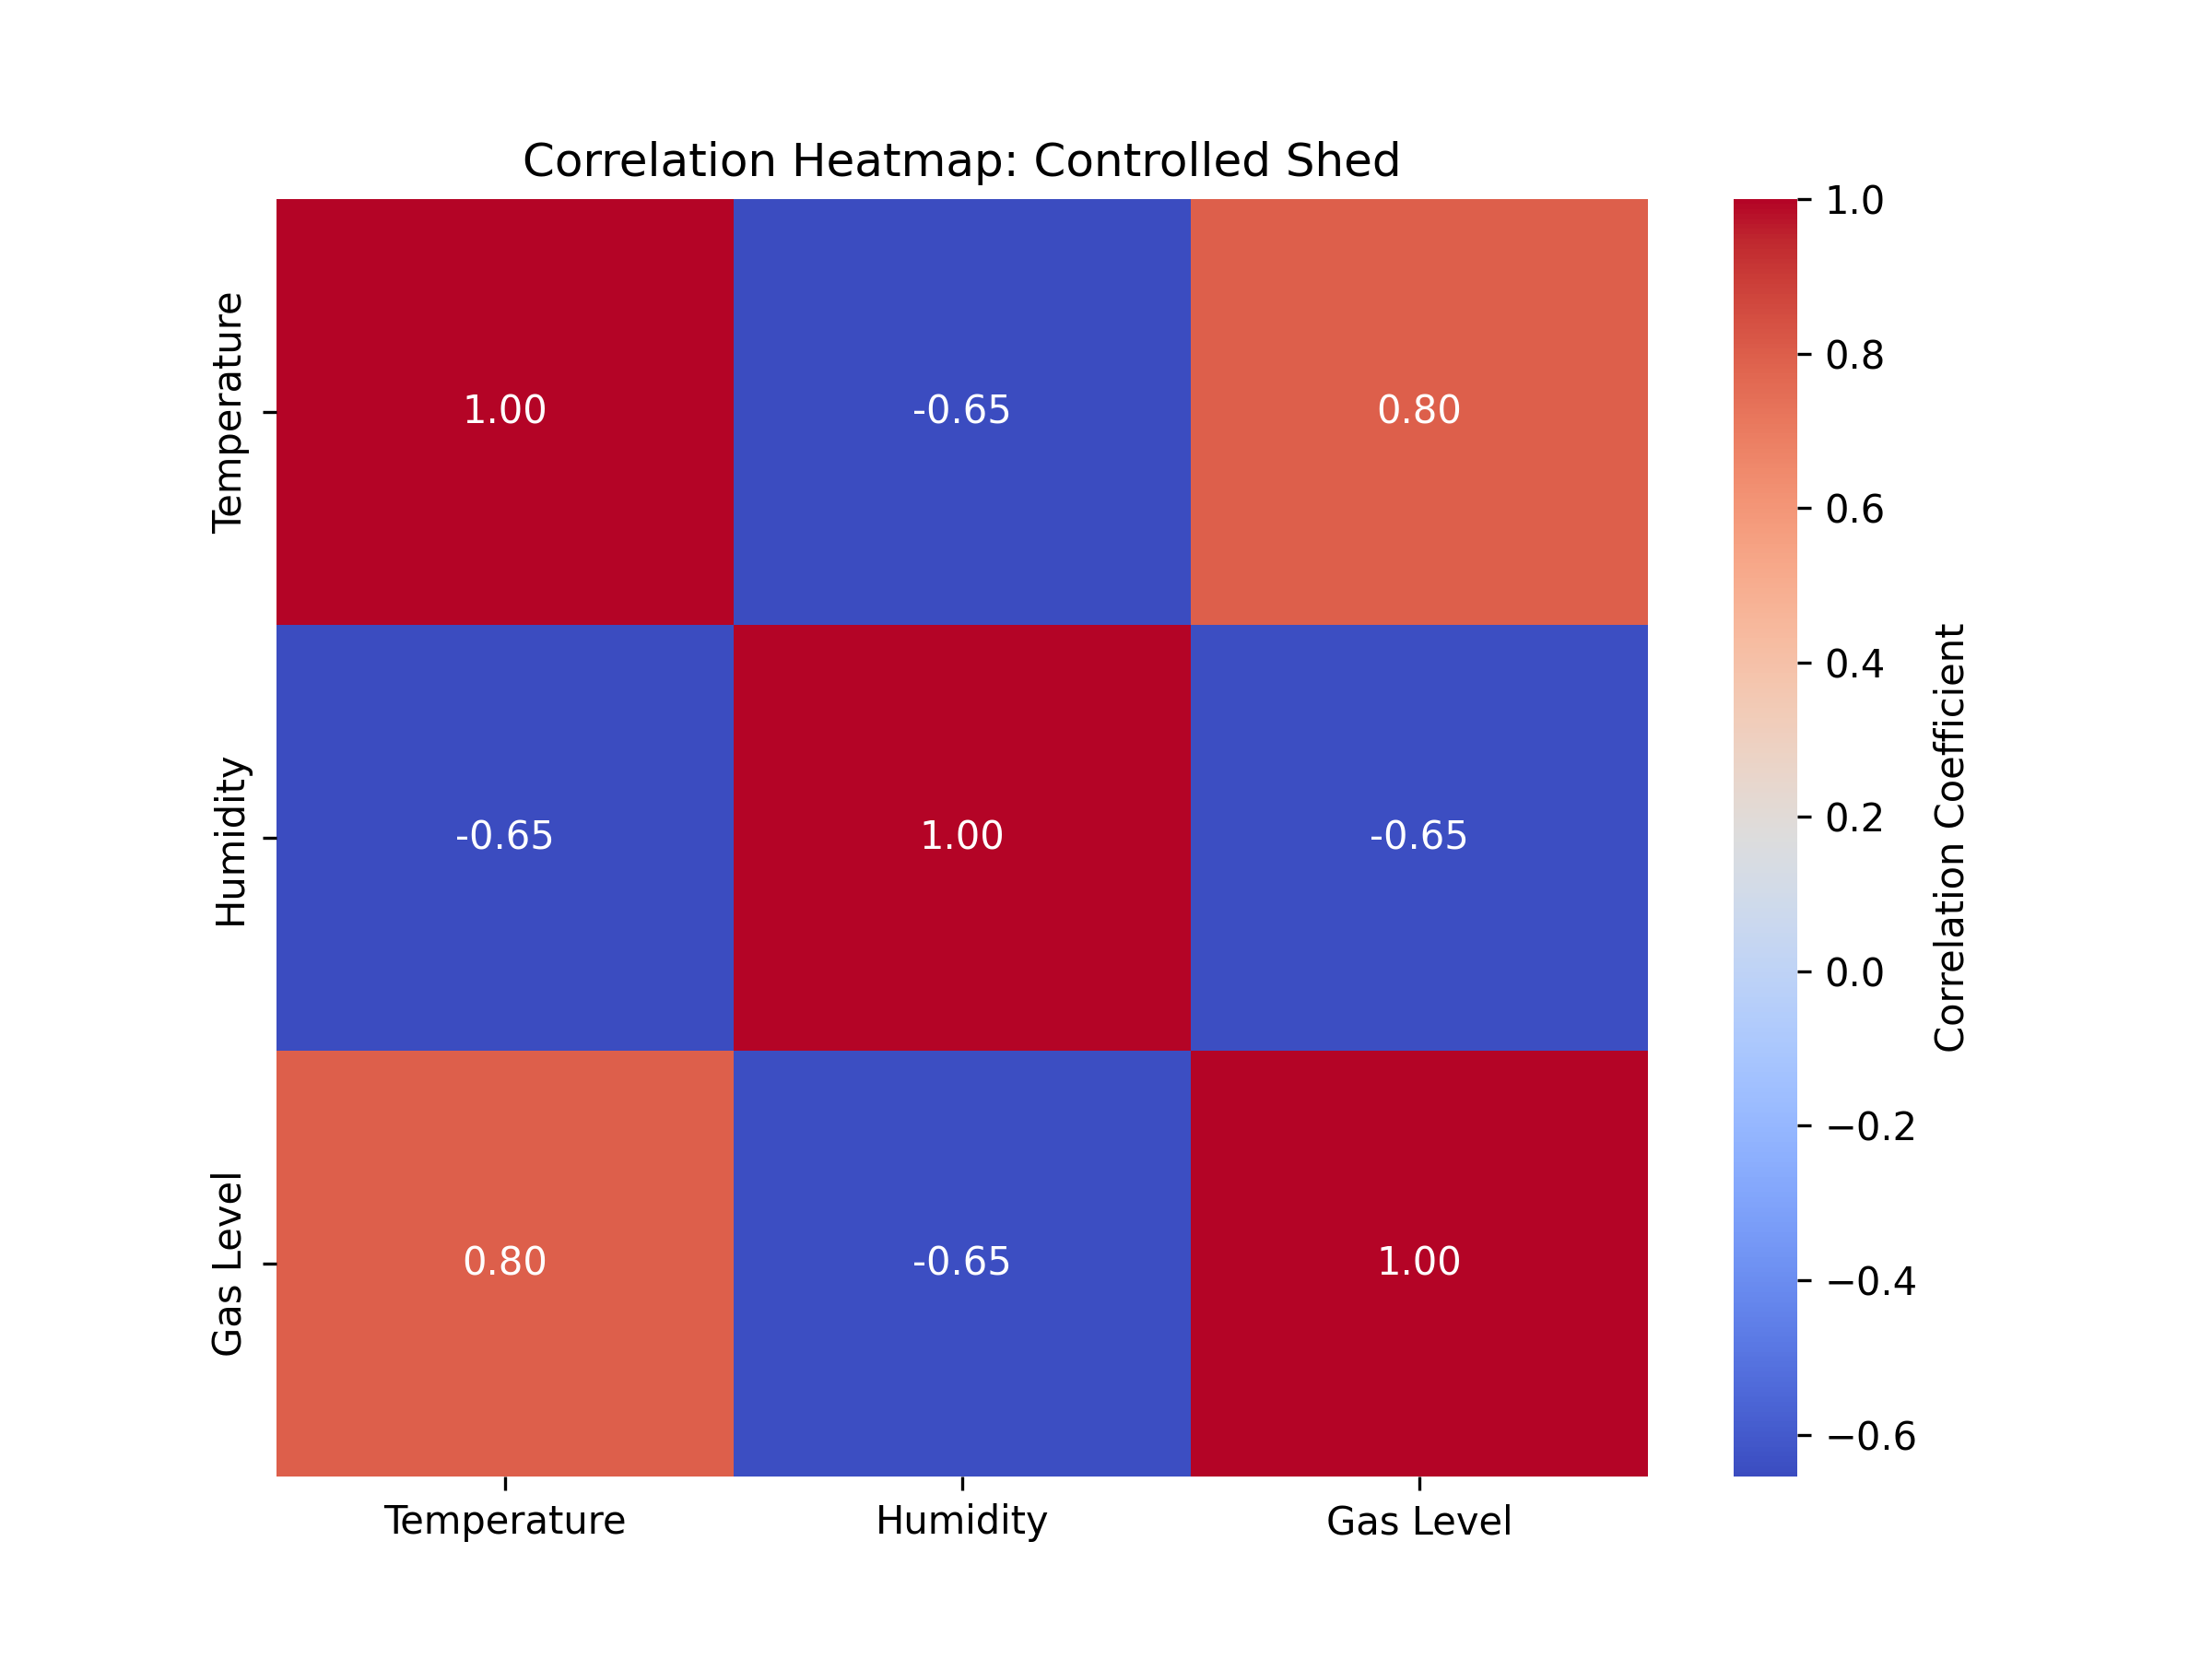 Correlation Heatmap: Controlled Shed
Temperature
1.00
-0.65
0.80
Humidity
-0.65
1.00
-0.65
Gas Level
0.80
-0.65
1.00
Temperature
Humidity
Gas Level
1.0
0.8
0.6
0.4
0.2
0.0
−0.2
−0.4
−0.6
Correlation Coefficient